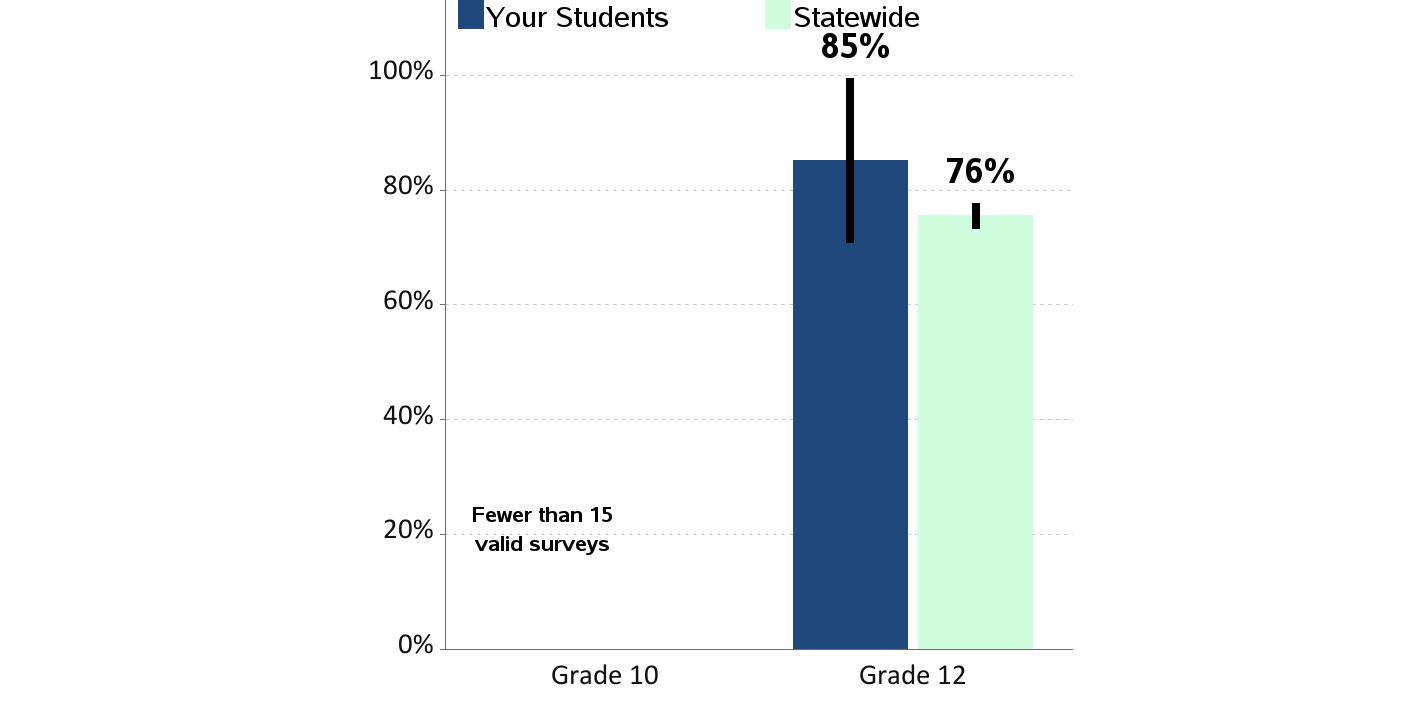 Your Students Statewide
85%
100%
76%
80%
60%
40%
Fewer than 15
20%
valid surveys
0%
Grade 10 Grade 12